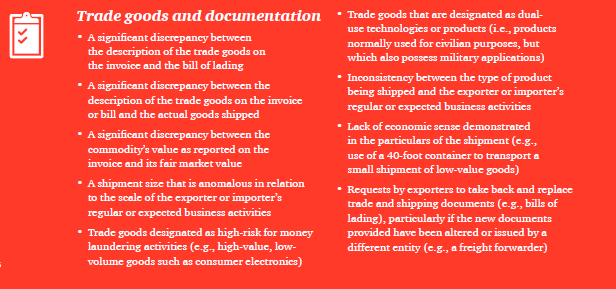 Trade goods and documentation
• A significant discrepancy between
the description of the trade goods on
the invoice and the bill of lading
• A significant discrepancy between the
description of the trade goods on the invoice
or bill and the actual goods shipped
• A significant discrepancy between the
commodity's value as reported on the
invoice and its fair market value
• A shipment size that is anomalous in relation
to the scale of the exporter or importer's
regular or expected business activities
• Trade goods designated as high-risk for money
laundering activities (e.g., high-value, low-
volume goods such as consumer electronics)
• Trade goods that are designated as dual-
use technologies or products (i.e., products
normally used for civilian purposes, but
which also possess military applications)
• Inconsistency between the type of product
being shipped and the exporter or importer's
regular or expected business activities
• Lack of economic sense demonstrated
in the particulars of the shipment (e.g.,
use of a 40-foot container to transport a
small shipment of low-value goods)
• Requests by exporters to take back and replace
trade and shipping documents (e.g., bills of
lading), particularly if the new documents
provided have been altered or issued by a
different entity (e.g., a freight forwarder)